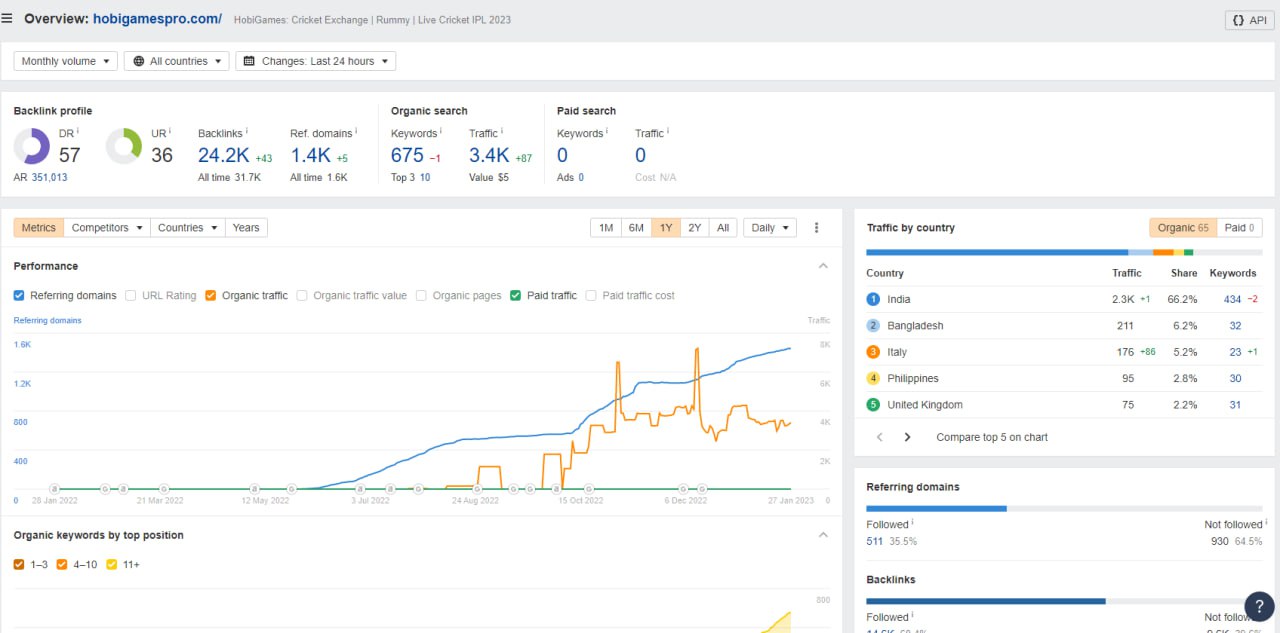 Overview: hobigamespro.com/ HobiGames: Cricket Exchange | Rummy | Live Cricket IPL 2023 {} API
Monthly volume All countries Changes: Last 24 hours
Backlink profile Organic search Paid search
DR i UR i Backlinks i Ref. domains i Keywords i Traffic i Keywords i Traffic i
57 36 24.2K +43 1.4K +5 675 −1 3.4K +87 0 0
AR 351,013 All time 31.7K All time 1.6K Top 3 10 Value $5 Ads 0 Cost N/A
Metrics Competitors Countries Years 1M 6M 1Y 2Y All Daily
Performance
Referring domains URL Rating Organic traffic Organic traffic value Organic pages Paid traffic Paid traffic cost
Referring domains Traffic
1.6K 8K
1.2K 6K
800 4K
400 2K
0 28 Jan 2022 21 Mar 2022 12 May 2022 3 Jul 2022 24 Aug 2022 15 Oct 2022 6 Dec 2022 27 Jan 2023 0
Organic keywords by top position
1–3 4–10 11+
800
Traffic by country Organic 65 Paid 0
Country Traffic Share Keywords
1 India 2.3K +1 66.2% 434 −2
2 Bangladesh 211 6.2% 32
3 Italy 176 +86 5.2% 23 +1
4 Philippines 95 2.8% 30
5 United Kingdom 75 2.2% 31
Compare top 5 on chart
Referring domains
Followed i Not followed i
511 35.5% 930 64.5%
Backlinks
Followed i Not follow
?